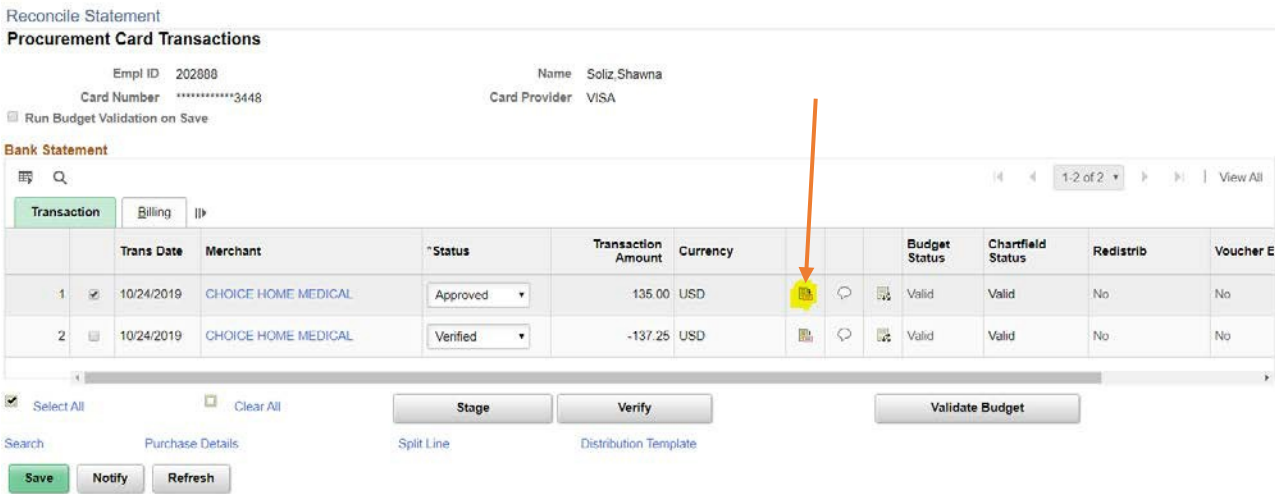 Reconcile Statement
Procurement Card Transactions
Empl ID 202888 Name Soliz,Shawna
Card Number ************3448 Card Provider VISA
Run Budget Validation on Save
Bank Statement
1-2 of 2 View All
Transaction Billing
Trans Date Merchant *Status Transaction Amount Currency Budget Status Chartfield Status Redistrib Voucher E
1 10/24/2019 CHOICE HOME MEDICAL Approved 135.00 USD Valid Valid No No
2 10/24/2019 CHOICE HOME MEDICAL Verified -137.25 USD Valid Valid No No
Select All Clear All Stage Verify Validate Budget
Search Purchase Details Split Line Distribution Template
Save Notify Refresh